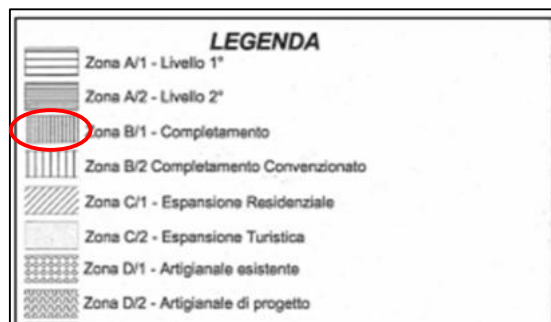 LEGENDA
Zona A/1 - Livello 1°
Zona A/2 - Livello 2°
Zona B/1 - Completamento
Zona B/2 Completamento Convenzionato
Zona C/1 - Espansione Residenziale
Zona C/2 - Espansione Turistica
Zona D/1 - Artigianale esistente
Zona D/2 - Artigianale di progetto